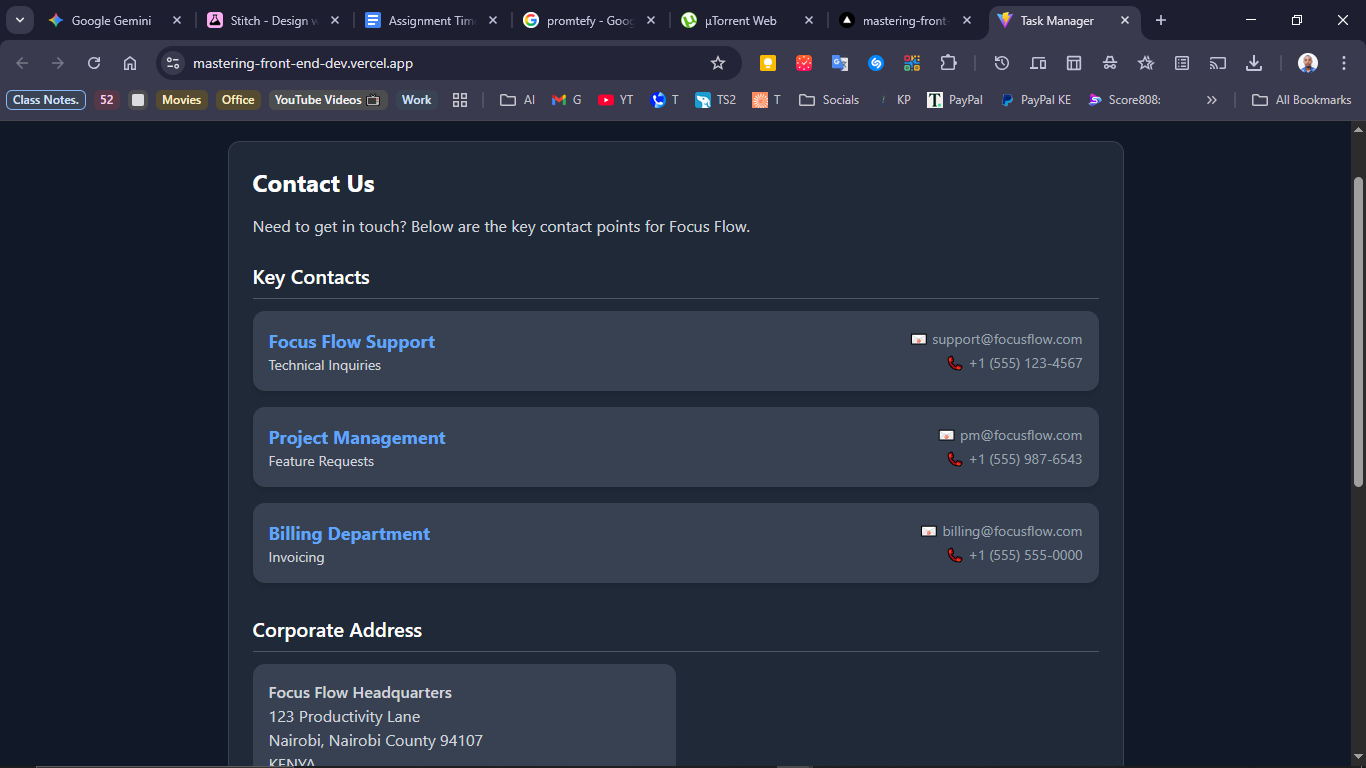 Google Gemini
Stitch - Design w
Assignment Tim
promtefy - Goog
µTorrent Web
mastering-front-
Task Manager
mastering-front-end-dev.vercel.app
Class Notes.
52
Movies
Office
YouTube Videos
Work
AI
G
YT
T
TS2
T
Socials
KP
PayPal
PayPal KE
Score808:
All Bookmarks
Contact Us
Need to get in touch? Below are the key contact points for Focus Flow.
Key Contacts
Focus Flow Support
Technical Inquiries
support@focusflow.com
+1 (555) 123-4567
Project Management
Feature Requests
pm@focusflow.com
+1 (555) 987-6543
Billing Department
Invoicing
billing@focusflow.com
+1 (555) 555-0000
Corporate Address
Focus Flow Headquarters
123 Productivity Lane
Nairobi, Nairobi County 94107
KENYA